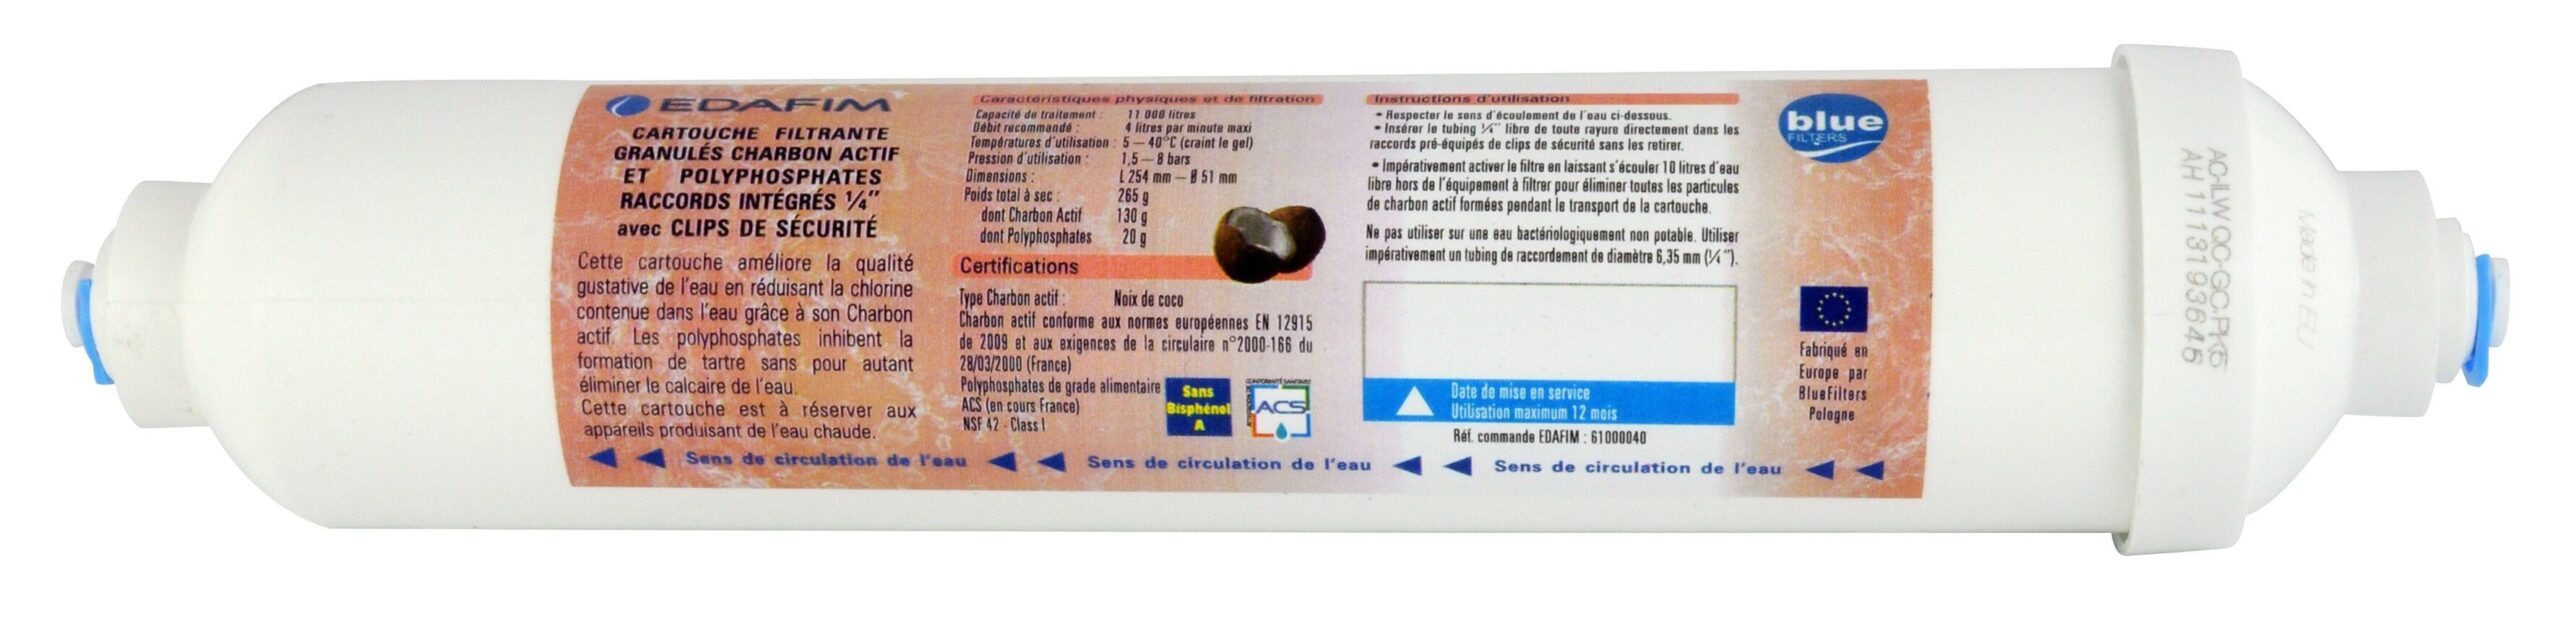 EDAFIM
CARTOUCHE FILTRANTE
GRANULÉS CHARBON ACTIF
ET POLYPHOSPHATES
RACCORDS INTÉGRÉS ¼"
avec CLIPS DE SÉCURITÉ
Cette cartouche améliore la qualité
gustative de l'eau en réduisant la chlorine
contenue dans l'eau grâce à son Charbon
actif. Les polyphosphates inhibent la
formation de tartre sans pour autant
éliminer le calcaire de l'eau.
Cette cartouche est à réserver aux
appareils produisant de l'eau chaude.
Caractéristiques physiques et de filtration
Capacité de traitement : 11 000 litres
Débit recommandé : 4 litres par minute maxi
Températures d'utilisation : 5 – 40°C (craint le gel)
Pression d'utilisation : 1,5 – 8 bars
Dimensions : L 254 mm – Ø 51 mm
Poids total à sec : 265 g
dont Charbon Actif 130 g
dont Polyphosphates 20 g
Certifications
Type Charbon actif : Noix de coco
Charbon actif conforme aux normes européennes EN 12915
de 2009 et aux exigences de la circulaire n°2000-166 du
28/03/2000 (France)
Polyphosphates de grade alimentaire
ACS (en cours France)
NSF 42 - Class I
Sans
Bisphénol
A
ACS
Instructions d'utilisation
• Respecter le sens d'écoulement de l'eau ci-dessous.
• Insérer le tubing ¼" libre de toute rayure directement dans les
raccords pré-équipés de clips de sécurité sans les retirer.
• Impérativement activer le filtre en laissant s'écouler 10 litres d'eau
libre hors de l'équipement à filtrer pour éliminer toutes les particules
de charbon actif formées pendant le transport de la cartouche.
Ne pas utiliser sur une eau bactériologiquement non potable. Utiliser
impérativement un tubing de raccordement de diamètre 6,35 mm (¼").
Date de mise en service
Utilisation maximum 12 mois
Réf. commande EDAFIM : 61000040
blue
FILTERS
Fabriqué en
Europe par
BlueFilters
Pologne
Sens de circulation de l'eau Sens de circulation de l'eau Sens de circulation de l'eau
AH1113193646
Made in EU